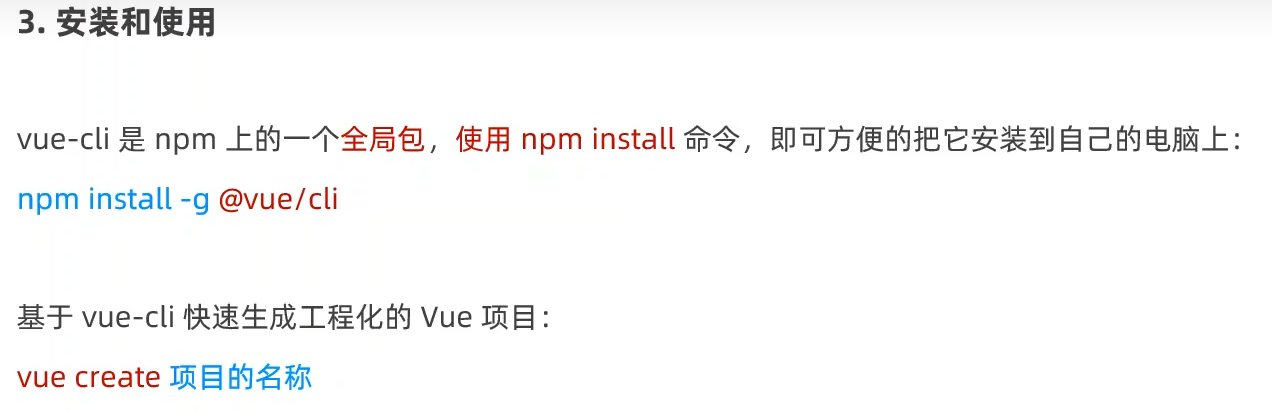 3. 安装和使用
vue-cli 是 npm 上的一个全局包，使用 npm install 命令，即可方便的把它安装到自己的电脑上：
npm install -g @vue/cli
基于 vue-cli 快速生成工程化的 Vue 项目：
vue create 项目的名称